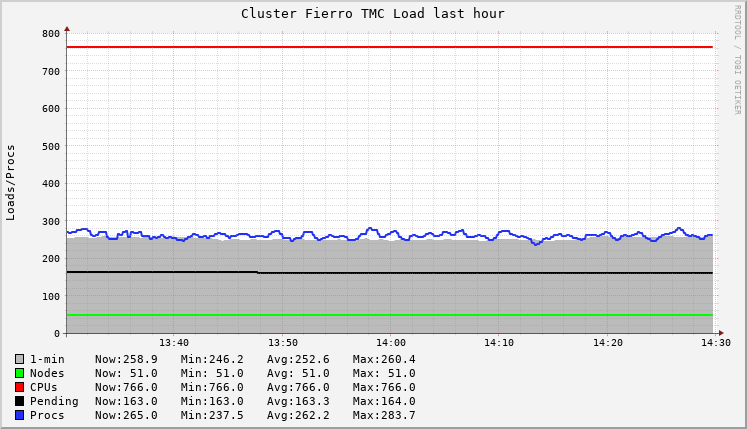 Cluster Fierro TMC Load last hour
RRDTOOL / TOBI OETIKER
Loads/Procs
800
700
600
500
400
300
200
100
0
13:40 13:50 14:00 14:10 14:20 14:30
1-min Now:258.9 Min:246.2 Avg:252.6 Max:260.4
Nodes Now: 51.0 Min: 51.0 Avg: 51.0 Max: 51.0
CPUs Now:766.0 Min:766.0 Avg:766.0 Max:766.0
Pending Now:163.0 Min:163.0 Avg:163.3 Max:164.0
Procs Now:265.0 Min:237.5 Avg:262.2 Max:283.7